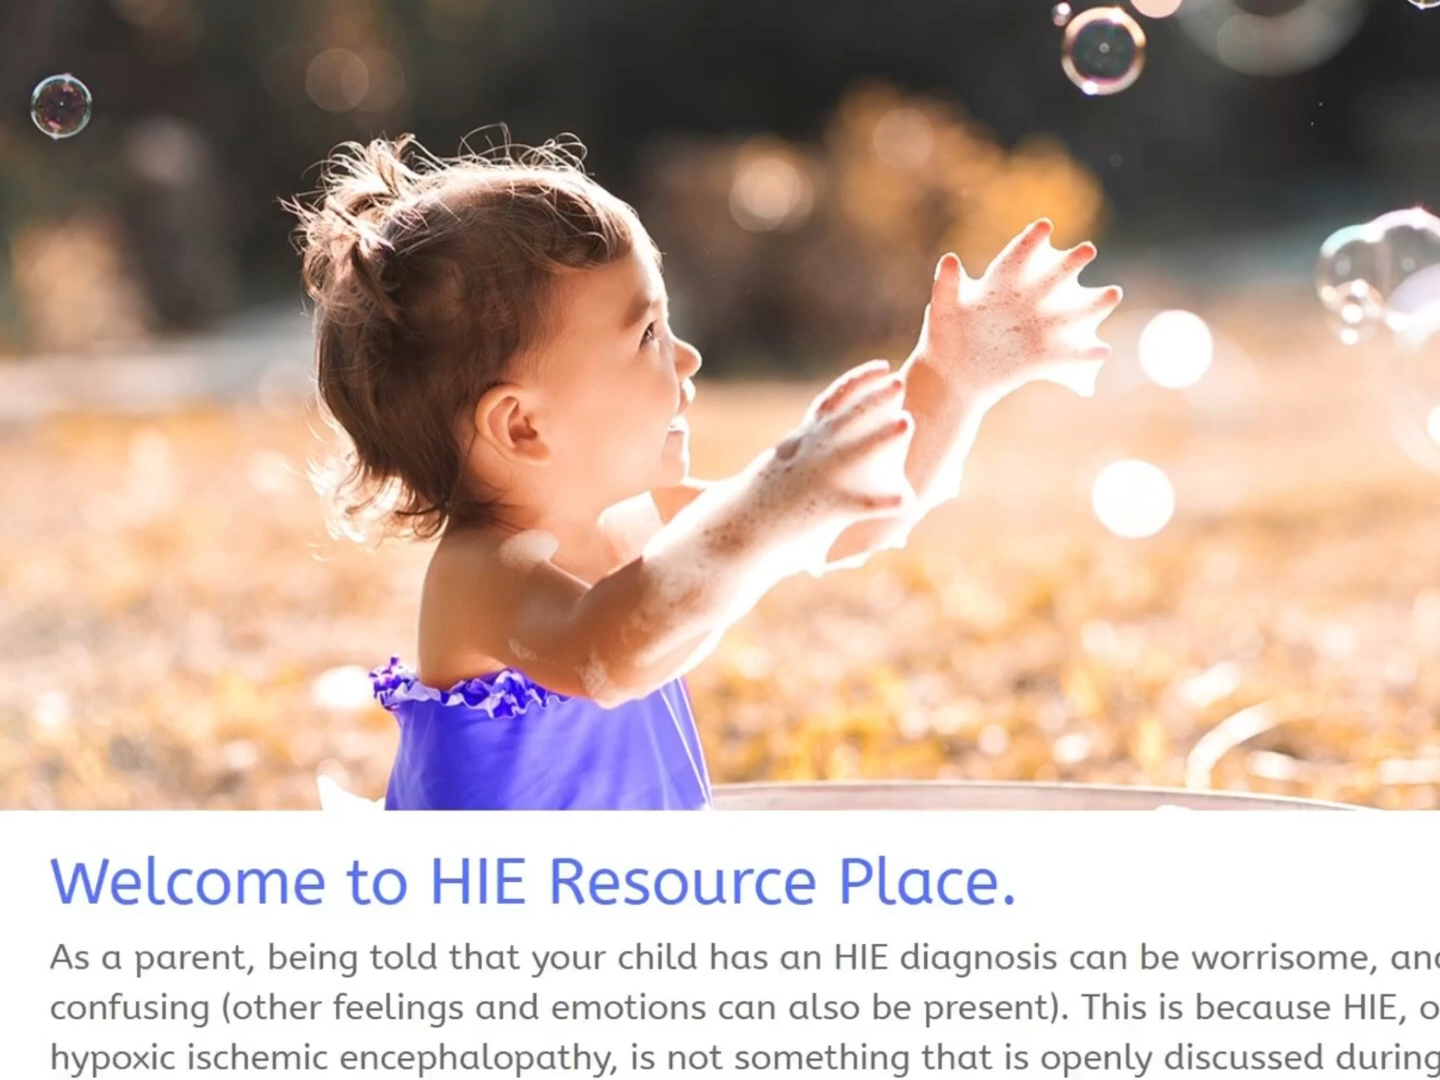 Welcome to HIE Resource Place.
As a parent, being told that your child has an HIE diagnosis can be worrisome, and
confusing (other feelings and emotions can also be present). This is because HIE, o
hypoxic ischemic encephalopathy, is not something that is openly discussed during